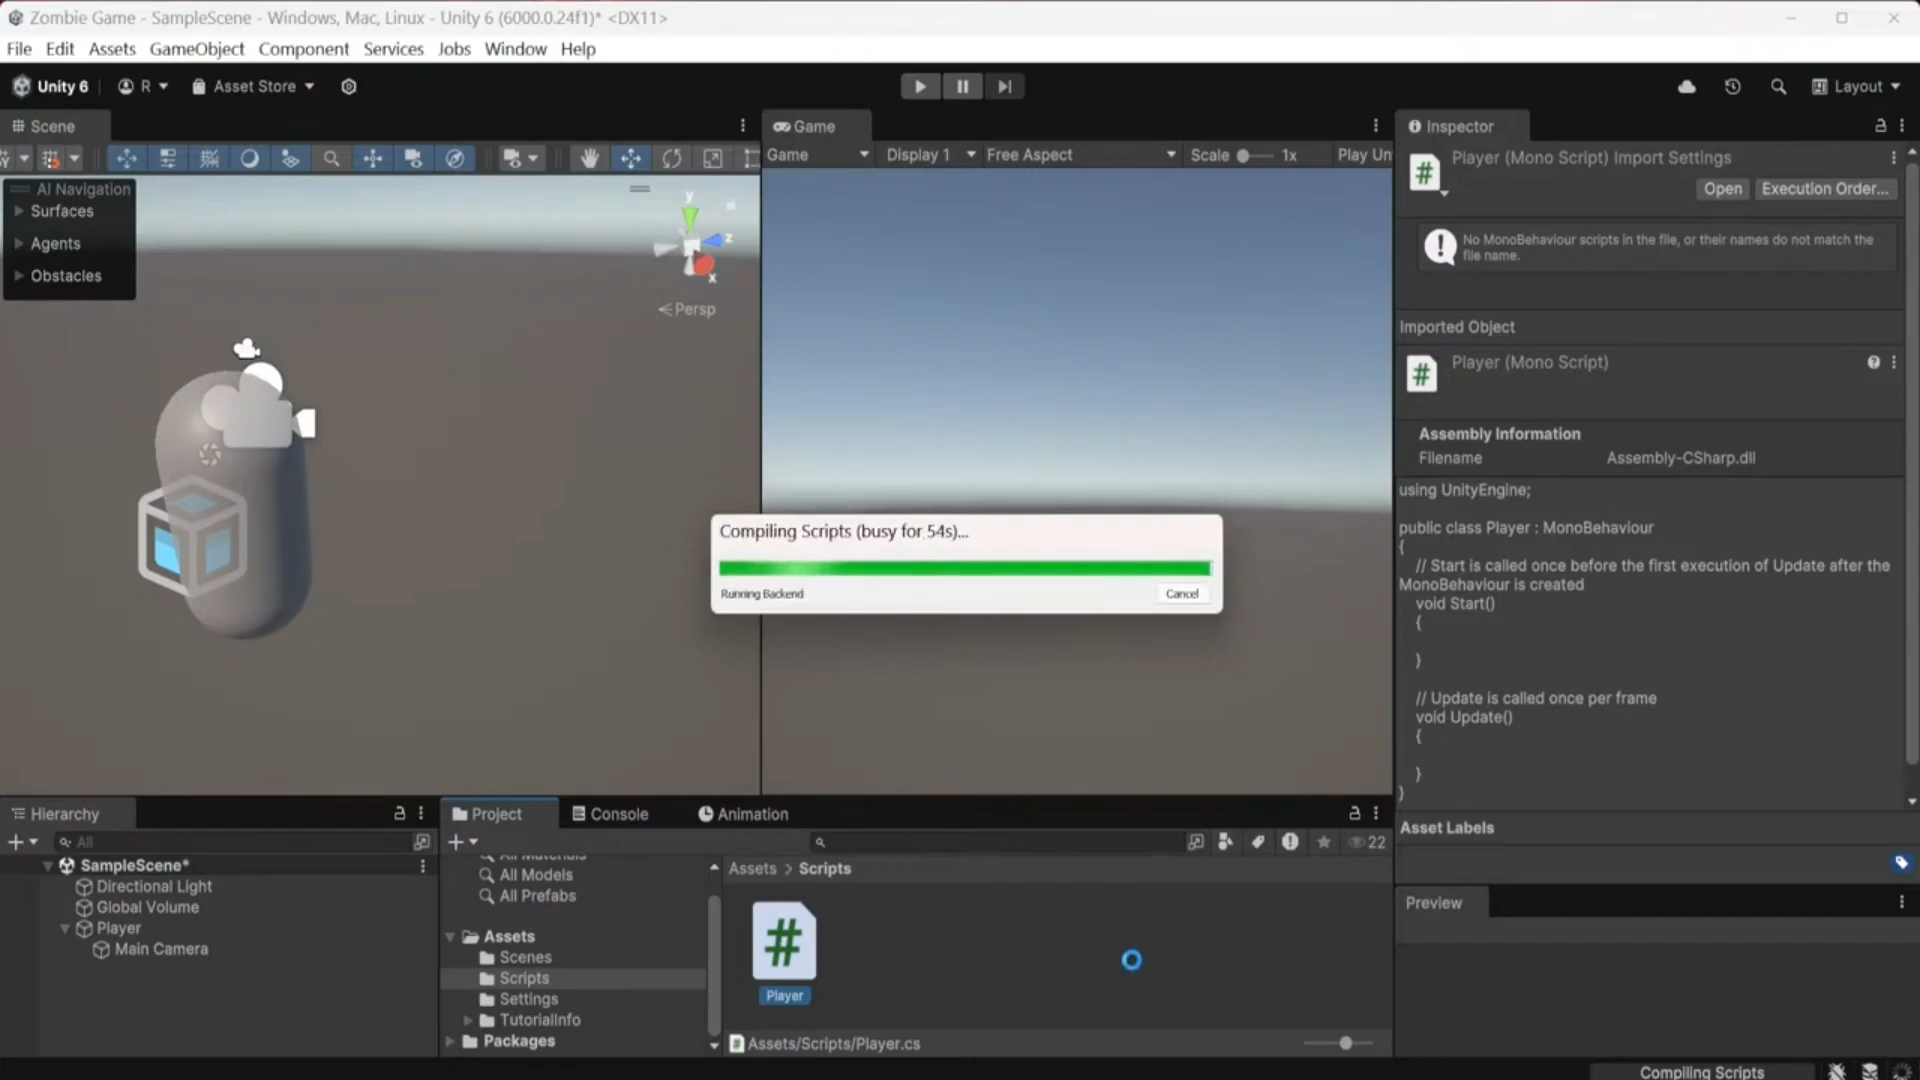 Zombie Game - SampleScene - Windows, Mac, Linux - Unity 6 (6000.0.24f1)* <DX11>
File Edit Assets GameObject Component Services Jobs Window Help
Unity 6 R Asset Store Layout
Scene
Game
Inspector
Game Display 1 Free Aspect Scale 1x Play Un
AI Navigation
Surfaces
Agents
Obstacles
y
z
x
Persp
Player (Mono Script) Import Settings
Open Execution Order...
No MonoBehaviour scripts in the file, or their names do not match the
file name.
Imported Object
Player (Mono Script)
Assembly Information
Filename Assembly-CSharp.dll
using UnityEngine;
public class Player : MonoBehaviour
{
// Start is called once before the first execution of Update after the
MonoBehaviour is created
void Start()
{
}
// Update is called once per frame
void Update()
{
}
}
Asset Labels
Preview
Compiling Scripts (busy for 54s)...
Running Backend
Cancel
Hierarchy
All
SampleScene*
Directional Light
Global Volume
Player
Main Camera
Project Console Animation
22
All Materials
All Models
All Prefabs
Assets
Scenes
Scripts
Settings
TutorialInfo
Packages
Assets > Scripts
Player
Assets/Scripts/Player.cs
Compiling Scripts